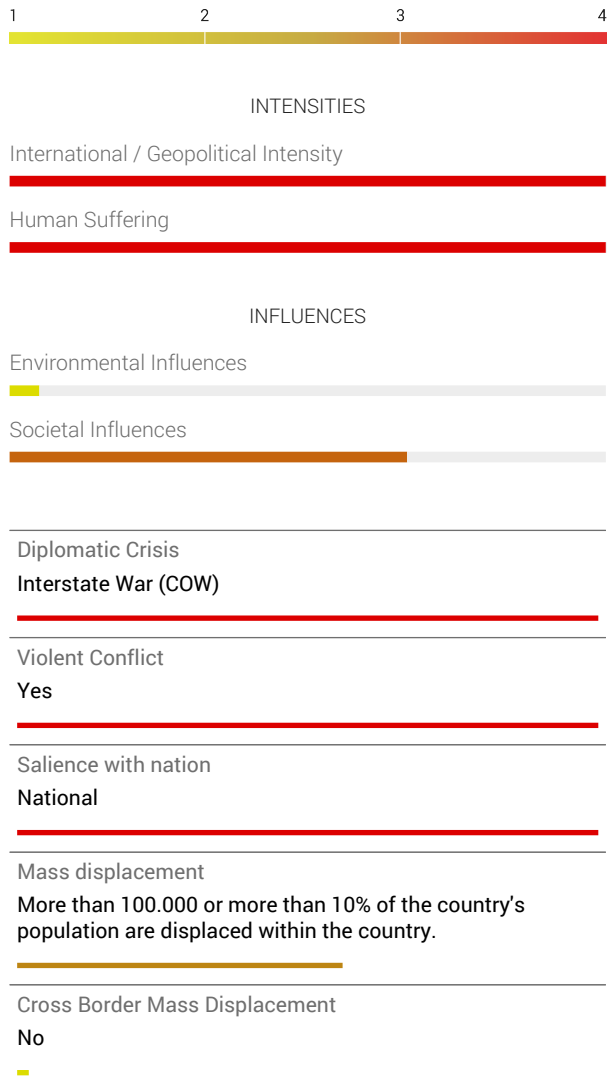 1 2 3 4
INTENSITIES
International / Geopolitical Intensity
Human Suffering
INFLUENCES
Environmental Influences
Societal Influences
Diplomatic Crisis
Interstate War (COW)
Violent Conflict
Yes
Salience with nation
National
Mass displacement
More than 100.000 or more than 10% of the country's
population are displaced within the country.
Cross Border Mass Displacement
No